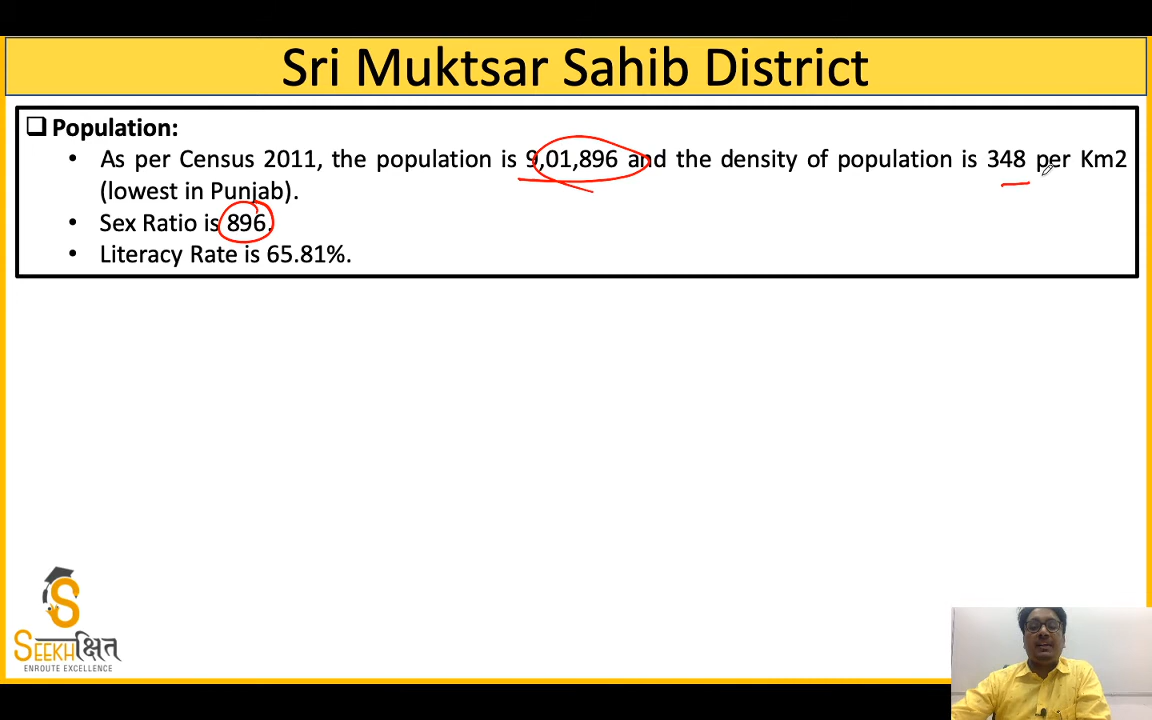 Sri Muktsar Sahib District
❑ Population:
• As per Census 2011, the population is 9,01,896 and the density of population is 348 per Km2
(lowest in Punjab).
• Sex Ratio is 896.
• Literacy Rate is 65.81%.
S
SEEKHक्षित
ENROUTE EXCELLENCE